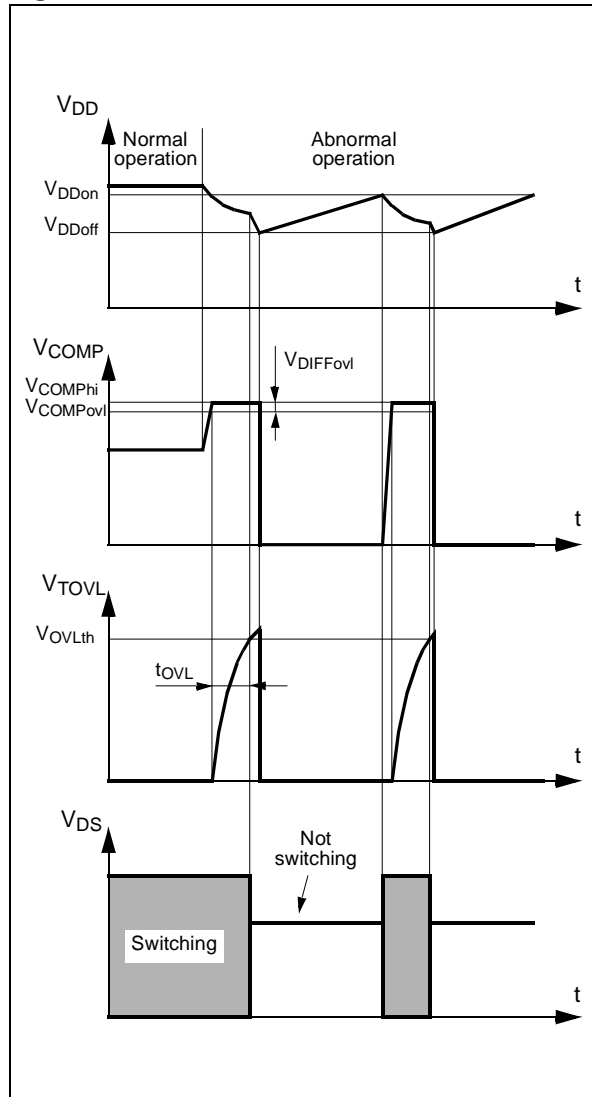 VDD
Normal
operation
Abnormal
operation
VDDon
VDDoff
t
VCOMP
VDIFFovl
VCOMPhi
VCOMPovl
t
VTOVL
VOVLth
tOVL
t
VDS
Not
switching
Switching
t